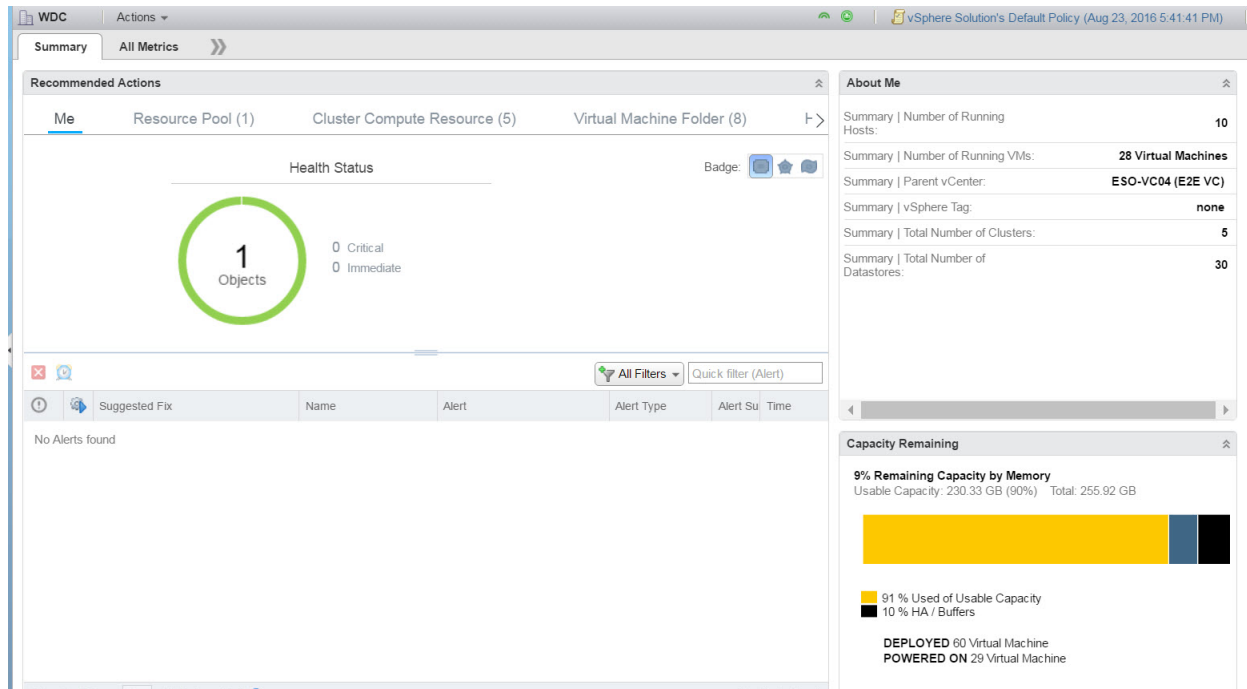 WDC Actions vSphere Solution's Default Policy (Aug 23, 2016 5:41:41 PM)
Summary All Metrics
Recommended Actions
Me Resource Pool (1) Cluster Compute Resource (5) Virtual Machine Folder (8)
Health Status Badge:
1
Objects
0 Critical
0 Immediate
All Filters Quick filter (Alert)
Suggested Fix Name Alert Alert Type Alert Su Time
No Alerts found
About Me
Summary | Number of Running
Hosts: 10
Summary | Number of Running VMs: 28 Virtual Machines
Summary | Parent vCenter: ESO-VC04 (E2E VC)
Summary | vSphere Tag: none
Summary | Total Number of Clusters: 5
Summary | Total Number of
Datastores: 30
Capacity Remaining
9% Remaining Capacity by Memory
Usable Capacity: 230.33 GB (90%) Total: 255.92 GB
91 % Used of Usable Capacity
10 % HA / Buffers
DEPLOYED 60 Virtual Machine
POWERED ON 29 Virtual Machine